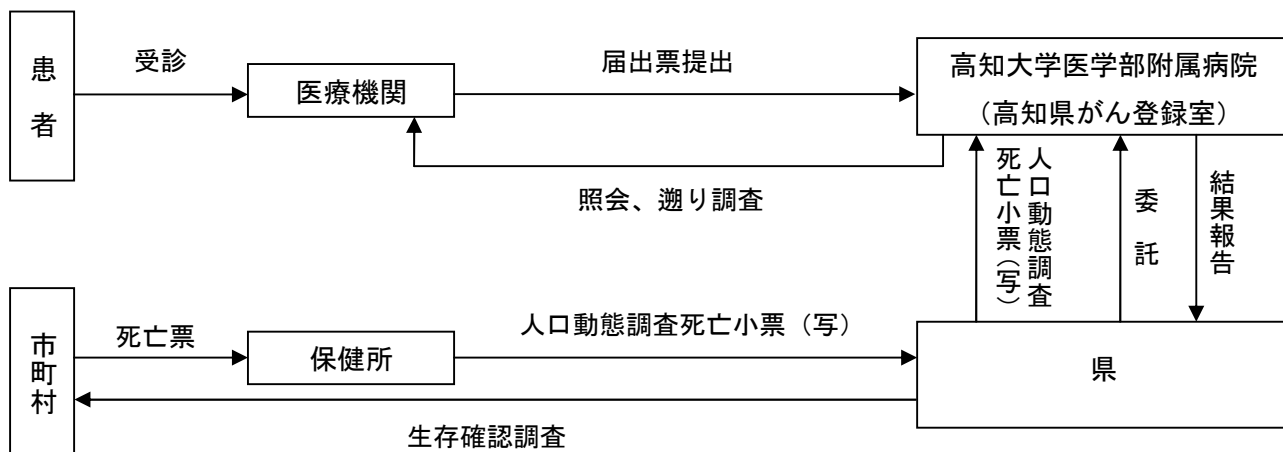 患者
受診
医療機関
届出票提出
高知大学医学部附属病院
（高知県がん登録室）
照会、遡り調査
人口動態調査
死亡小票（写）
委託
結果報告
市町村
死亡票
保健所
人口動態調査死亡小票（写）
県
生存確認調査